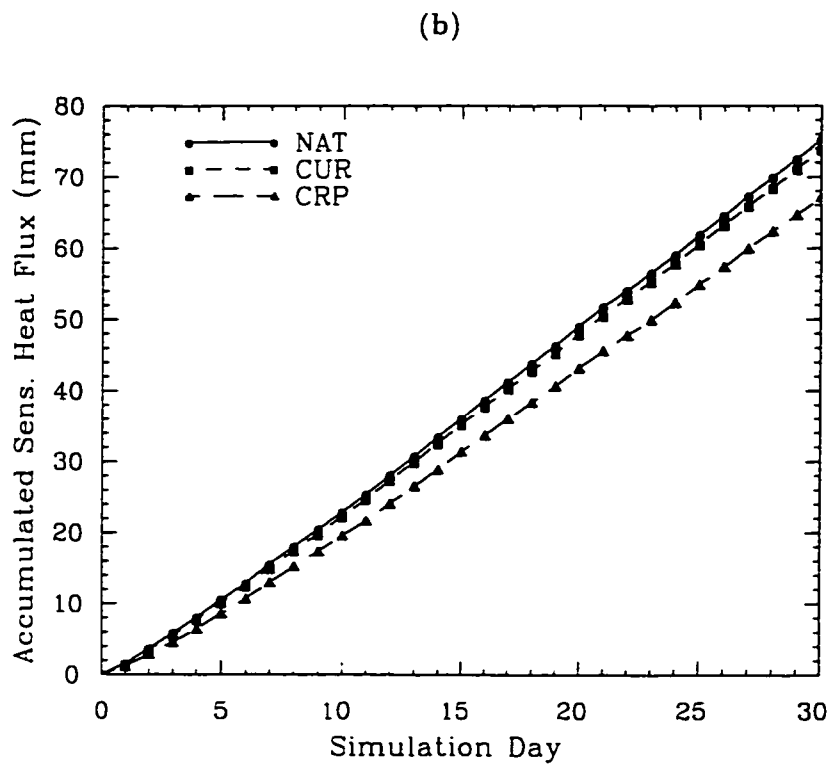 (b)
Accumulated Sens. Heat Flux (mm)
80
70
60
50
40
30
20
10
0
NAT
CUR
CRP
0 5 10 15 20 25 30
Simulation Day